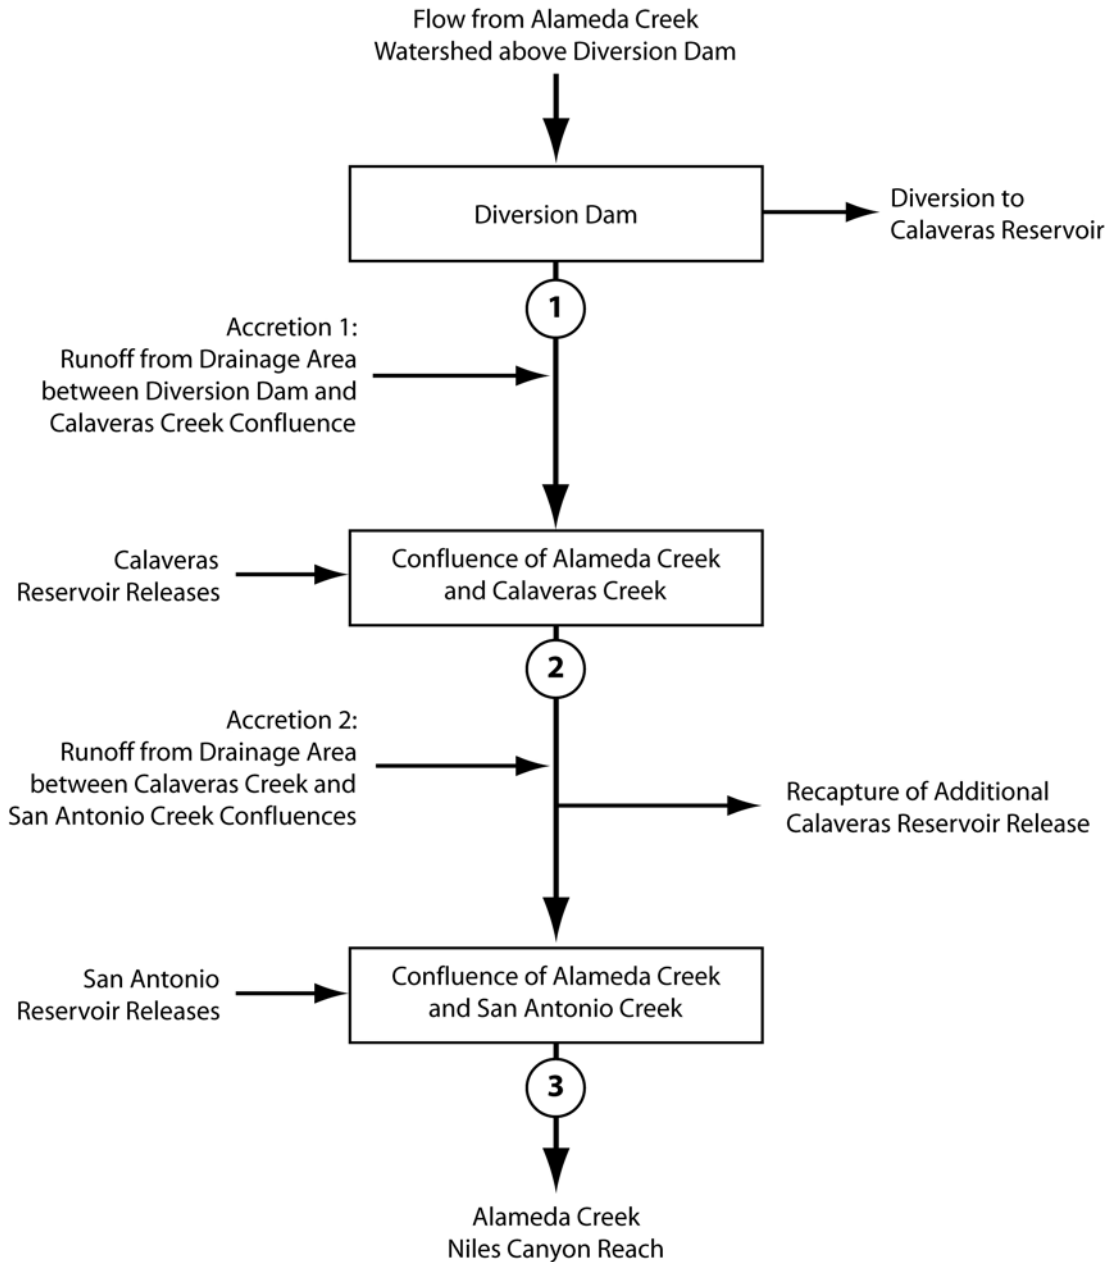 Flow from Alameda Creek
Watershed above Diversion Dam
Diversion Dam
Diversion to
Calaveras Reservoir
1
Accretion 1:
Runoff from Drainage Area
between Diversion Dam and
Calaveras Creek Confluence
Calaveras
Reservoir Releases
Confluence of Alameda Creek
and Calaveras Creek
2
Accretion 2:
Runoff from Drainage Area
between Calaveras Creek and
San Antonio Creek Confluences
Recapture of Additional
Calaveras Reservoir Release
San Antonio
Reservoir Releases
Confluence of Alameda Creek
and San Antonio Creek
3
Alameda Creek
Niles Canyon Reach